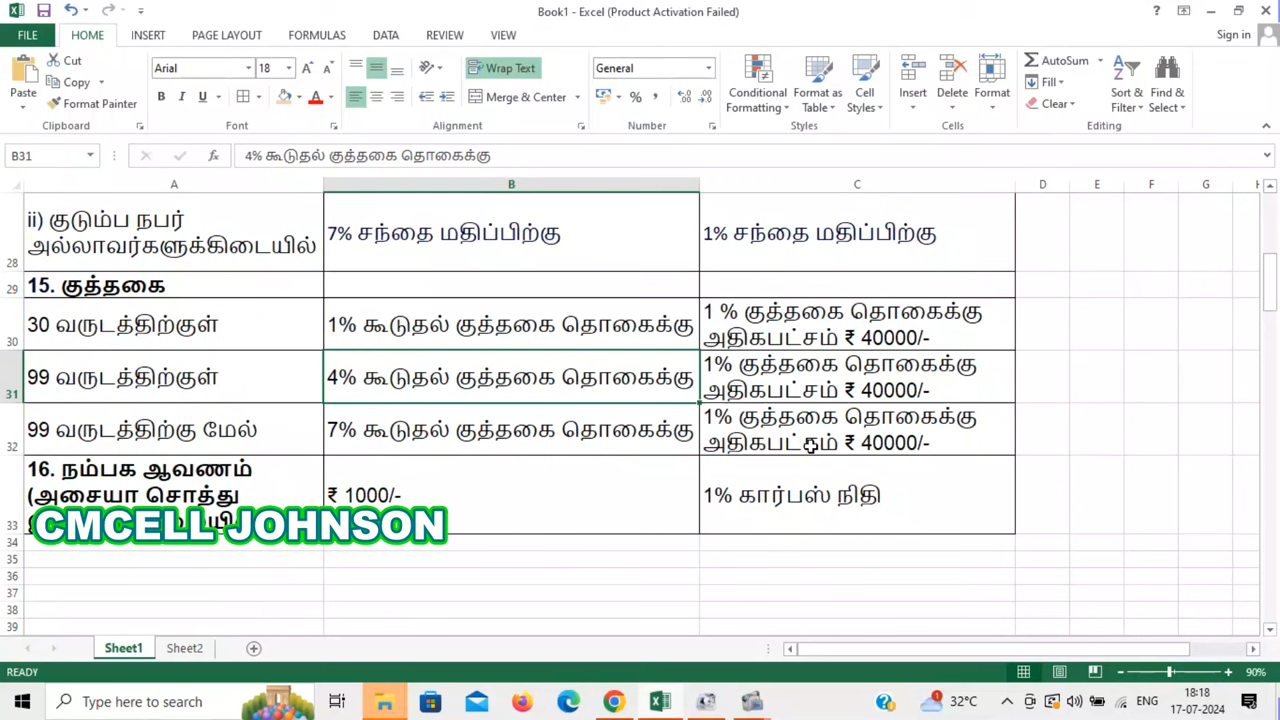 Book1 - Excel (Product Activation Failed)
FILE HOME INSERT PAGE LAYOUT FORMULAS DATA REVIEW VIEW Sign in
Cut
Copy
Format Painter
Paste
Clipboard
Arial 18
B I U
Font
Wrap Text
Merge & Center
Alignment
General
Number
Conditional Formatting
Format as Table
Cell Styles
Styles
Insert Delete Format
Cells
AutoSum
Fill
Clear
Sort & Filter
Find & Select
Editing
B31 4% கூடுதல் குத்தகை தொகைக்கு
A B C D E F G H
28 ii) குடும்ப நபர்
அல்லாவர்களுக்கிடையில் 7% சந்தை மதிப்பிற்கு 1% சந்தை மதிப்பிற்கு
29 15. குத்தகை
30 30 வருடத்திற்குள் 1% கூடுதல் குத்தகை தொகைக்கு 1 % குத்தகை தொகைக்கு
அதிகபட்சம் ₹ 40000/-
31 99 வருடத்திற்குள் 4% கூடுதல் குத்தகை தொகைக்கு 1% குத்தகை தொகைக்கு
அதிகபட்சம் ₹ 40000/-
32 99 வருடத்திற்கு மேல் 7% கூடுதல் குத்தகை தொகைக்கு 1% குத்தகை தொகைக்கு
அதிகபட்சம் ₹ 40000/-
33 16. நம்பக ஆவணம்
(அசையா சொத்து ₹ 1000/- 1% கார்பஸ் நிதி
CMCELL JOHNSON
34
35
36
37
38
39
Sheet1 Sheet2
READY 90%
Type here to search 32°C ENG 18:18
17-07-2024